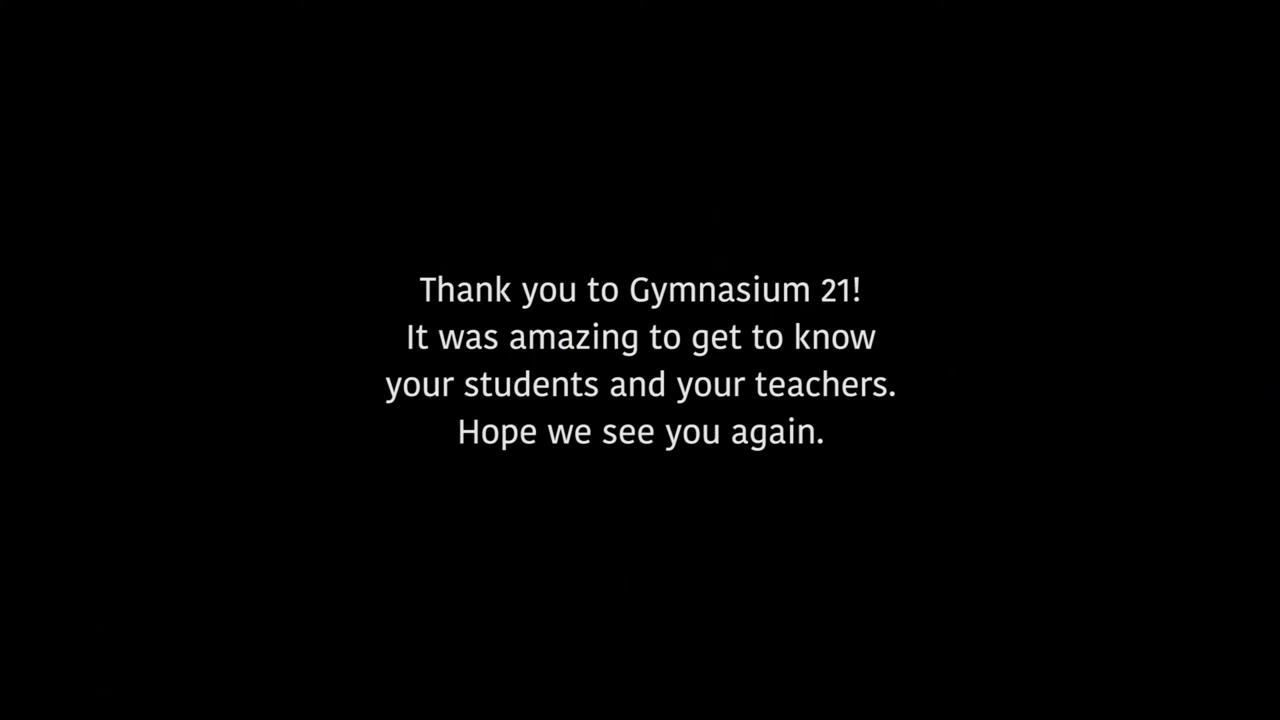 Thank you to Gymnasium 21!
It was amazing to get to know
your students and your teachers.
Hope we see you again.